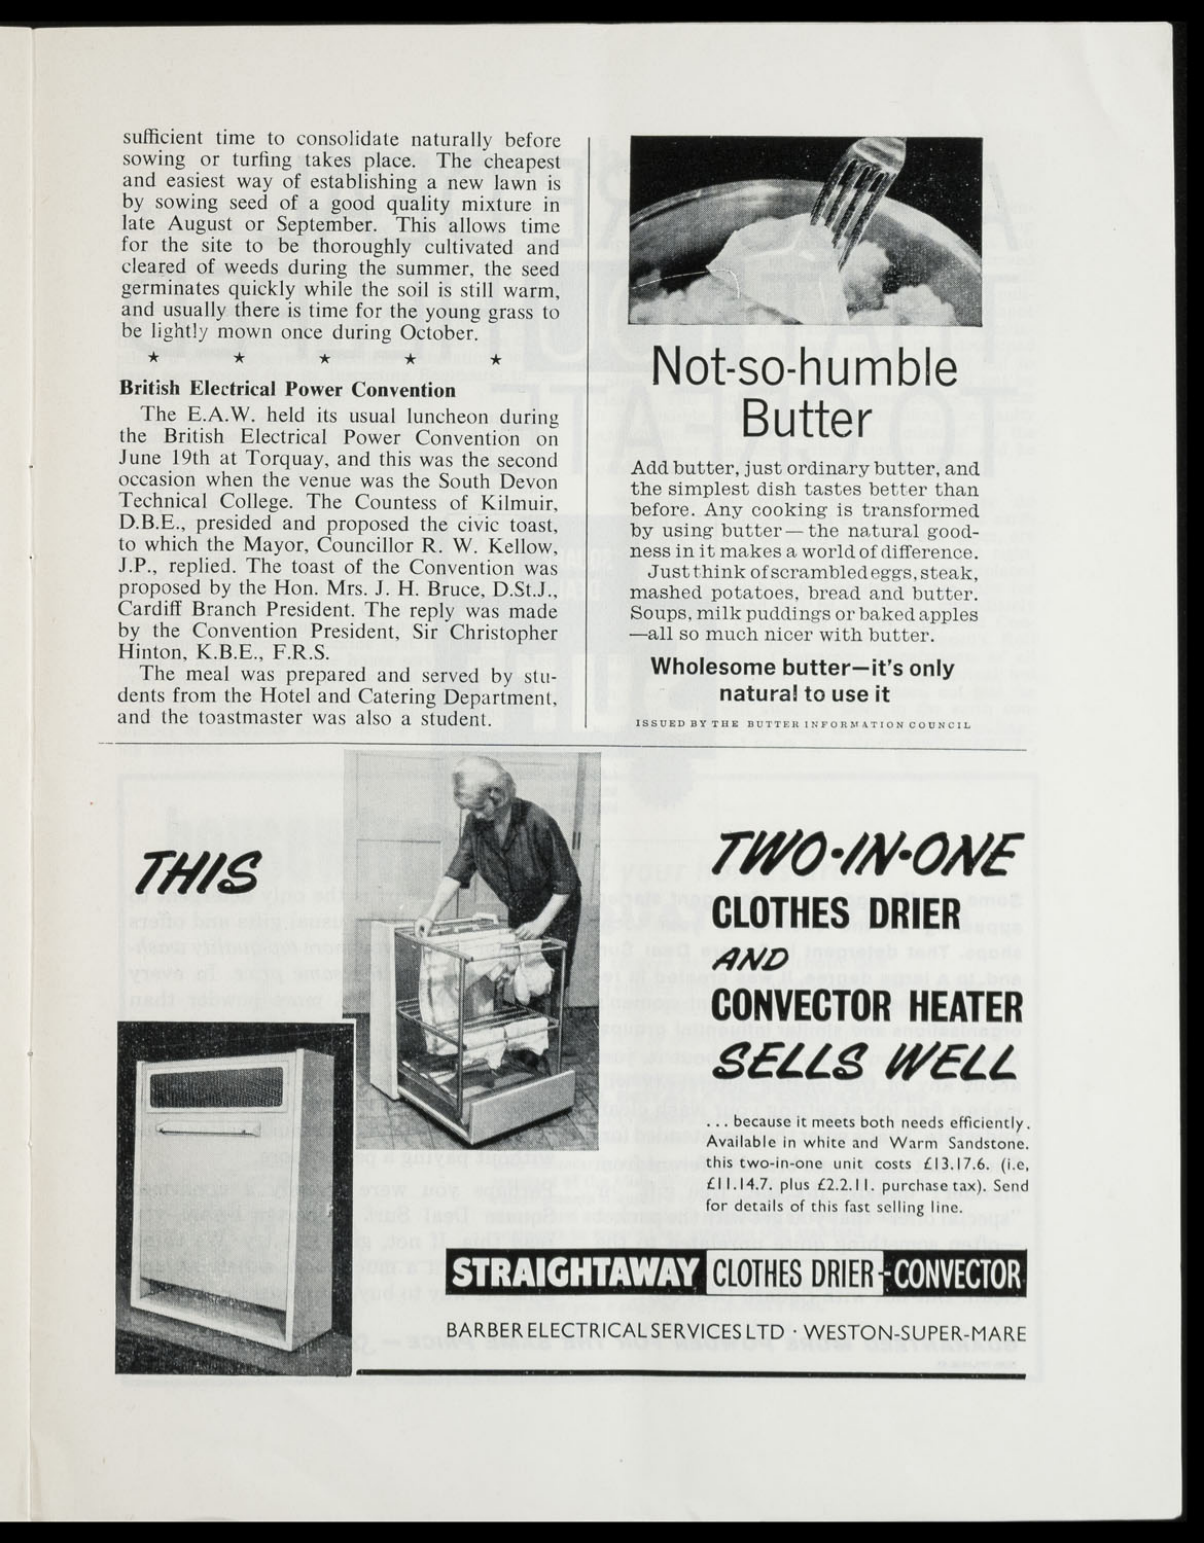 sufficient time to consolidate naturally before
sowing or turfing takes place. The cheapest
and easiest way of establishing a new lawn is
by sowing seed of a good quality mixture in
late August or September. This allows time
for the site to be thoroughly cultivated and
cleared of weeds during the summer, the seed
germinates quickly while the soil is still warm,
and usually there is time for the young grass to
be lightly mown once during October.
★ ★ ★ ★ ★
British Electrical Power Convention
The E.A.W. held its usual luncheon during
the British Electrical Power Convention on
June 19th at Torquay, and this was the second
occasion when the venue was the South Devon
Technical College. The Countess of Kilmuir,
D.B.E., presided and proposed the civic toast,
to which the Mayor, Councillor R. W. Kellow,
J.P., replied. The toast of the Convention was
proposed by the Hon. Mrs. J. H. Bruce, D.St.J.,
Cardiff Branch President. The reply was made
by the Convention President, Sir Christopher
Hinton, K.B.E., F.R.S.
The meal was prepared and served by stu-
dents from the Hotel and Catering Department,
and the toastmaster was also a student.
Not-so-humble
Butter
Add butter, just ordinary butter, and
the simplest dish tastes better than
before. Any cooking is transformed
by using butter — the natural good-
ness in it makes a world of difference.
Just think of scrambled eggs, steak,
mashed potatoes, bread and butter.
Soups, milk puddings or baked apples
—all so much nicer with butter.
Wholesome butter—it's only
natural to use it
ISSUED BY THE BUTTER INFORMATION COUNCIL
THIS
TWO·IN·ONE
CLOTHES DRIER
AND
CONVECTOR HEATER
SELLS WELL
... because it meets both needs efficiently.
Available in white and Warm Sandstone.
this two-in-one unit costs £13.17.6. (i.e,
£11.14.7. plus £2.2.11. purchase tax). Send
for details of this fast selling line.
STRAIGHTAWAY CLOTHES DRIER-CONVECTOR
BARBER ELECTRICAL SERVICES LTD · WESTON-SUPER-MARE